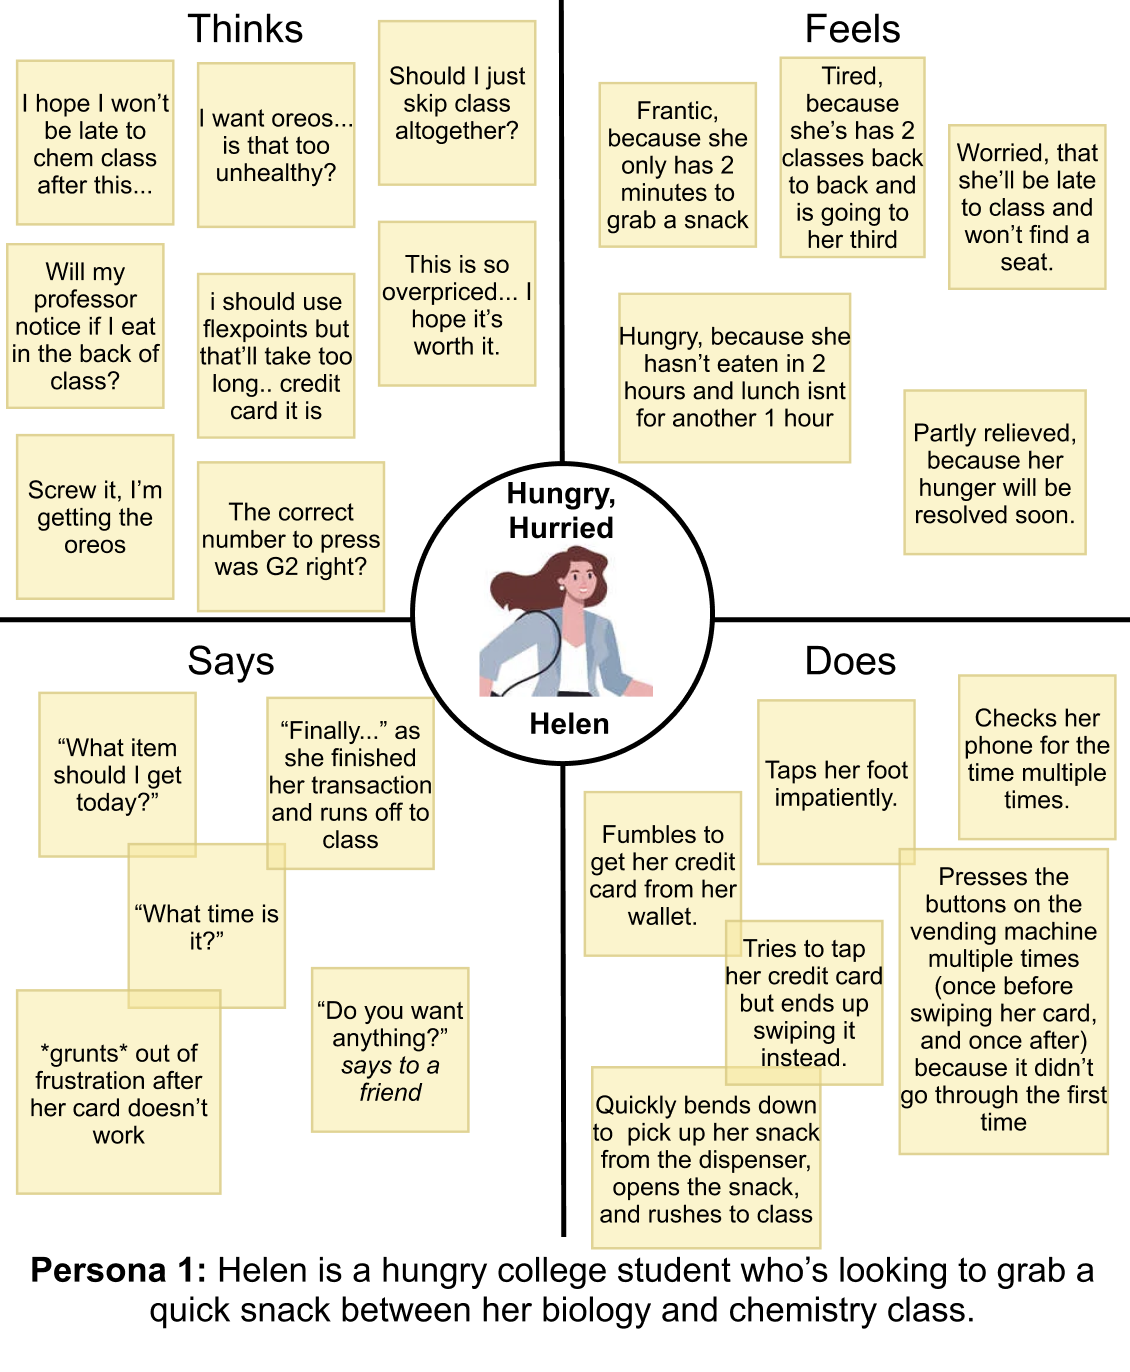 Thinks
I hope I won't
be late to
chem class
after this...
I want oreos...
is that too
unhealthy?
Should I just
skip class
altogether?
Will my
professor
notice if I eat
in the back of
class?
i should use
flexpoints but
that'll take too
long.. credit
card it is
This is so
overpriced... I
hope it's
worth it.
Screw it, I'm
getting the
oreos
The correct
number to press
was G2 right?
Feels
Frantic,
because she
only has 2
minutes to
grab a snack
Tired,
because
she's has 2
classes back
to back and
is going to
her third
Worried, that
she'll be late
to class and
won't find a
seat.
Hungry, because she
hasn't eaten in 2
hours and lunch isnt
for another 1 hour
Partly relieved,
because her
hunger will be
resolved soon.
Hungry,
Hurried
Helen
Says
“What item
should I get
today?”
“Finally...” as
she finished
her transaction
and runs off to
class
“What time is
it?”
*grunts* out of
frustration after
her card doesn't
work
“Do you want
anything?”
says to a
friend
Does
Taps her foot
impatiently.
Checks her
phone for the
time multiple
times.
Fumbles to
get her credit
card from her
wallet.
Tries to tap
her credit card
but ends up
swiping it
instead.
Presses the
buttons on the
vending machine
multiple times
(once before
swiping her card,
and once after)
because it didn't
go through the first
time
Quickly bends down
to pick up her snack
from the dispenser,
opens the snack,
and rushes to class
Persona 1: Helen is a hungry college student who's looking to grab a
quick snack between her biology and chemistry class.